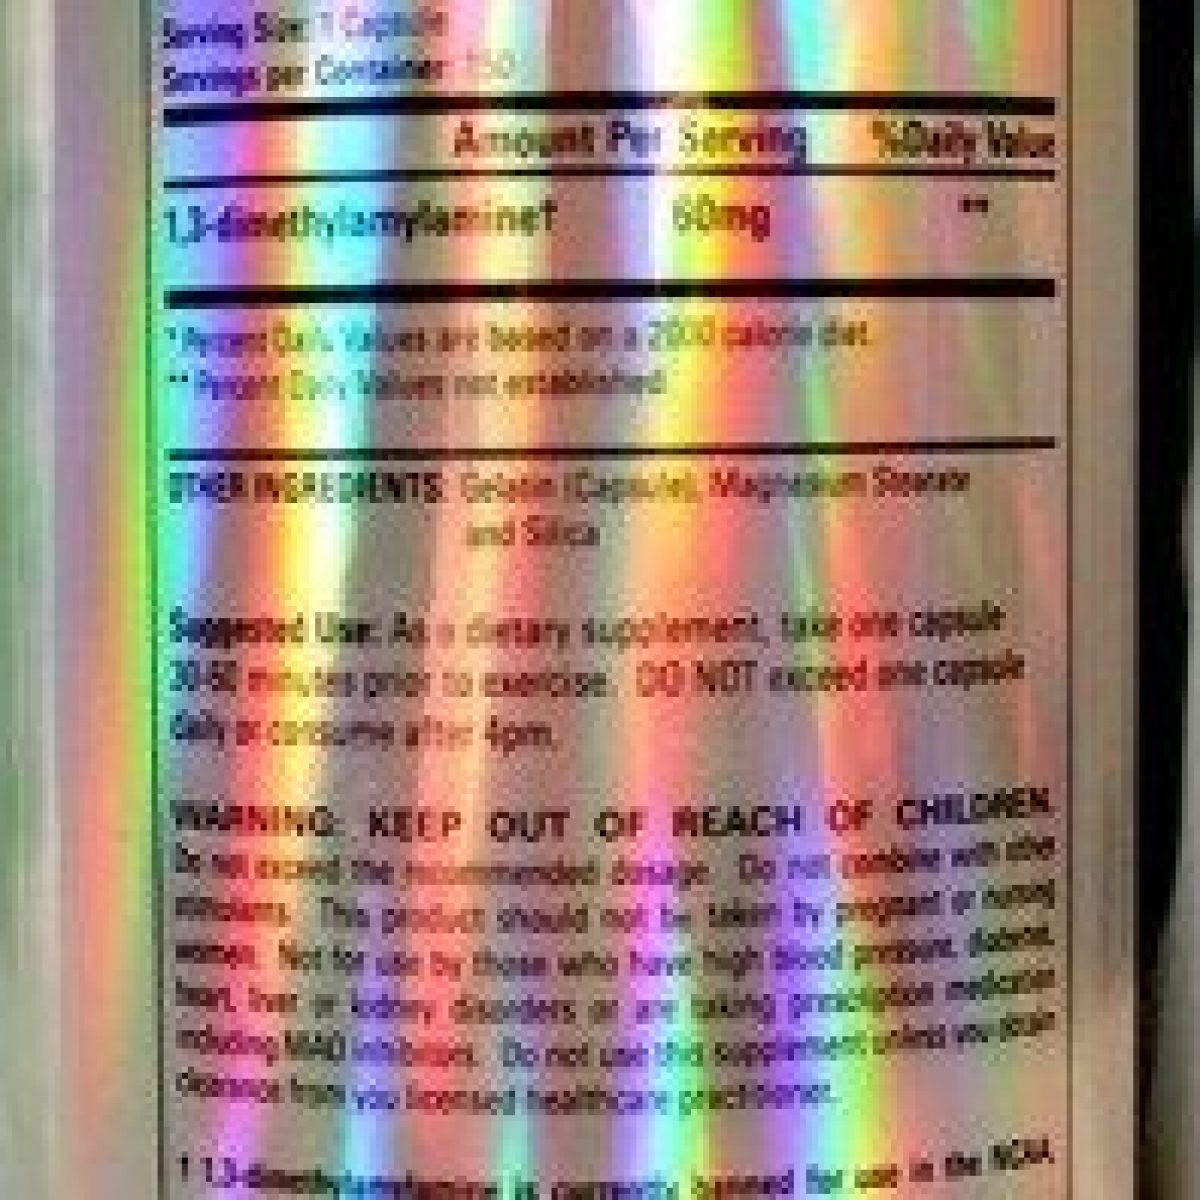 Serving Size: 1 Capsule
Servings per Container: 150
Amount Per Serving %Daily Value
1,3-dimethylamylamine† 60mg **
* Percent Daily Values are based on a 2000 calorie diet.
** Percent Daily Values not established.
OTHER INGREDIENTS: Gelatin (Capsule), Magnesium Stearate
and Silica
Suggested Use: As a dietary supplement, take one capsule
30-60 minutes prior to exercise. DO NOT exceed one capsule
daily or consume after 4pm.
WARNING: KEEP OUT OF REACH OF CHILDREN.
Do not exceed the recommended dosage. Do not combine with other
stimulants. This product should not be taken by pregnant or nursing
women. Not for use by those who have high blood pressure, diabetes,
heart, liver or kidney disorders or are taking prescription medication
including MAO inhibitors. Do not use this supplement unless you obtain
clearance from you licensed healthcare practitioner.
† 1,3-dimethylamylamine is currently banned for use in the NCAA